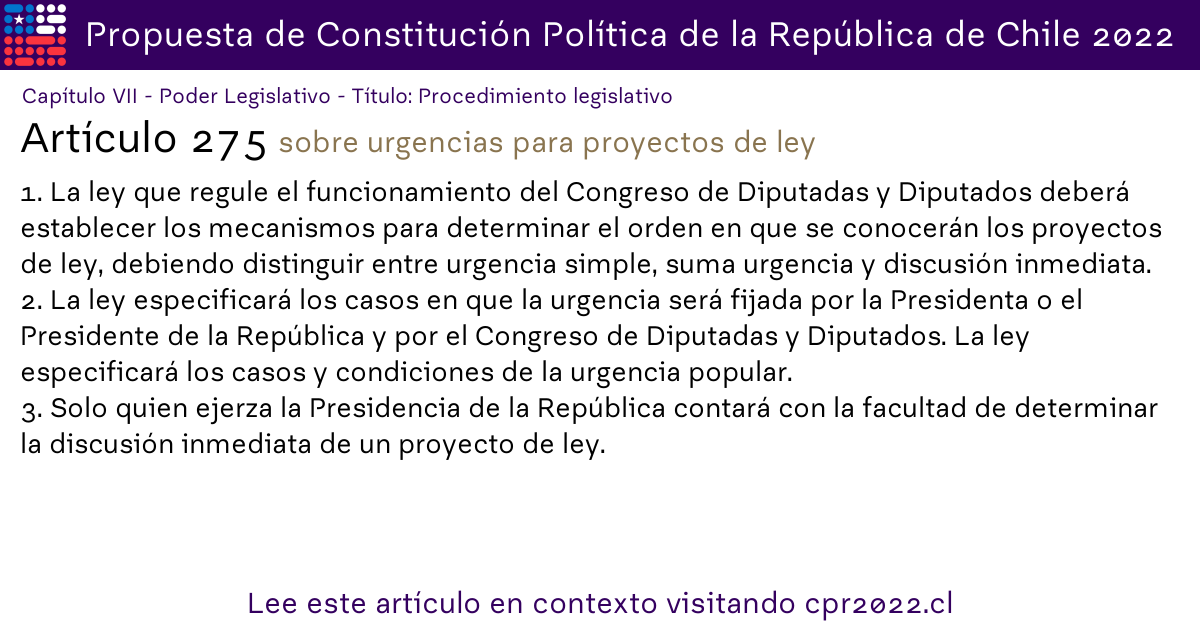 Propuesta de Constitución Política de la República de Chile 2022
Capítulo VII - Poder Legislativo - Título: Procedimiento legislativo
Artículo 275 sobre urgencias para proyectos de ley
1. La ley que regule el funcionamiento del Congreso de Diputadas y Diputados deberá
establecer los mecanismos para determinar el orden en que se conocerán los proyectos
de ley, debiendo distinguir entre urgencia simple, suma urgencia y discusión inmediata.
2. La ley especificará los casos en que la urgencia será fijada por la Presidenta o el
Presidente de la República y por el Congreso de Diputadas y Diputados. La ley
especificará los casos y condiciones de la urgencia popular.
3. Solo quien ejerza la Presidencia de la República contará con la facultad de determinar
la discusión inmediata de un proyecto de ley.
Lee este artículo en contexto visitando cpr2022.cl